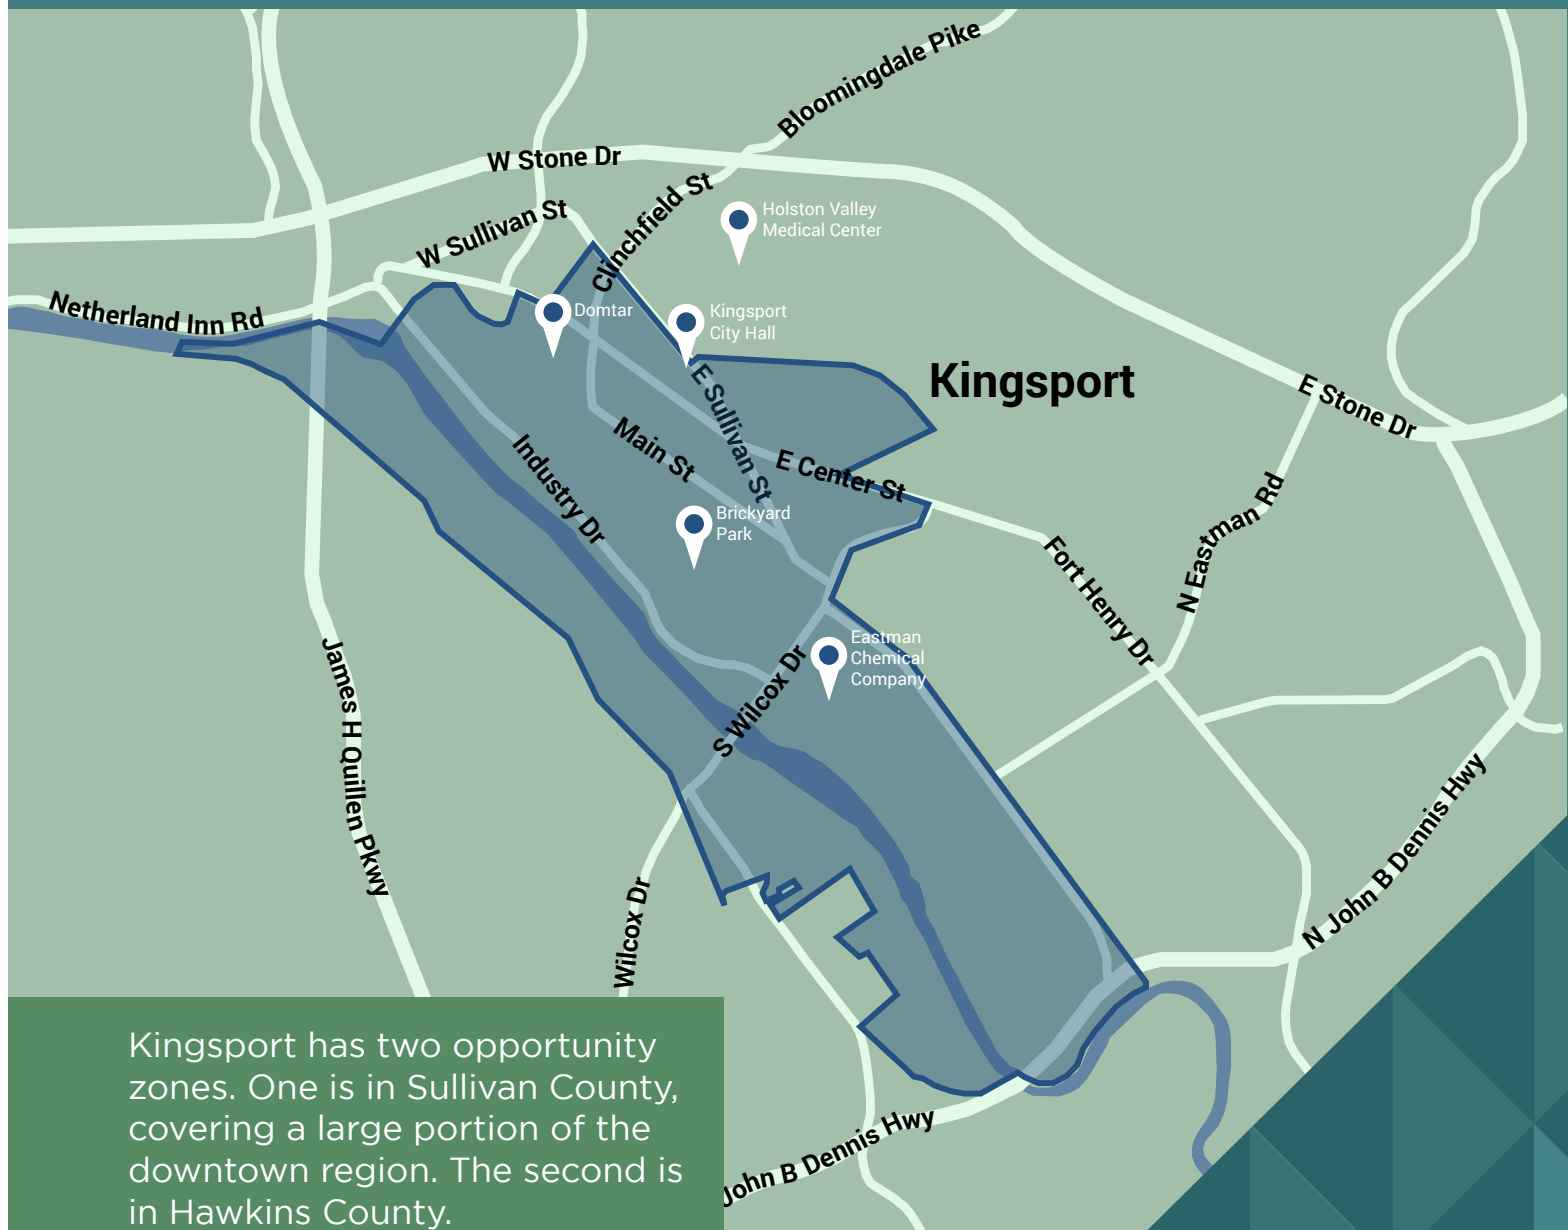 Bloomingdale Pike
W Stone Dr
Clinchfield St
W Sullivan St
Holston Valley
Medical Center
Netherland Inn Rd
Domtar
Kingsport
City Hall
Kingsport
E Stone Dr
E Sullivan St
Main St
Industry Dr
E Center St
Brickyard
Park
N Eastman Rd
Fort Henry Dr
Eastman
Chemical
Company
James H Quillen Pkwy
S Wilcox Dr
N John B Dennis Hwy
Wilcox Dr
John B Dennis Hwy
Kingsport has two opportunity
zones. One is in Sullivan County,
covering a large portion of the
downtown region. The second is
in Hawkins County.